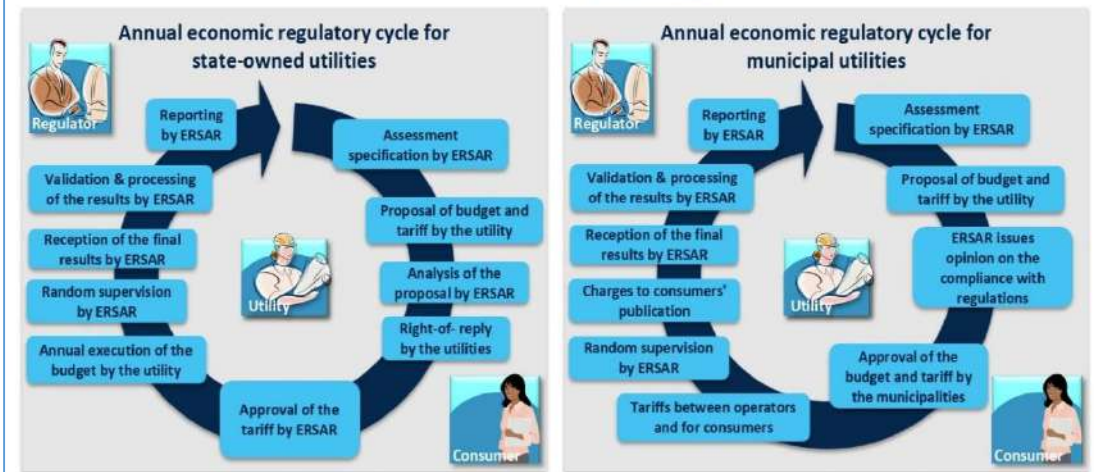 Annual economic regulatory cycle for
state-owned utilities
Regulator
Reporting
by ERSAR
Assessment
specification by ERSAR
Validation & processing
of the results by ERSAR
Proposal of budget and
tariff by the utility
Reception of the final
results by ERSAR
Utility
Analysis of the
proposal by ERSAR
Random supervision
by ERSAR
Right-of- reply
by the utilities
Annual execution of the
budget by the utility
Approval of the
tariff by ERSAR
Consumer
Annual economic regulatory cycle for
municipal utilities
Regulator
Reporting
by ERSAR
Assessment
specification by ERSAR
Validation & processing
of the results by ERSAR
Proposal of budget and
tariff by the utility
Reception of the final
results by ERSAR
Utility
ERSAR issues
opinion on the
compliance with
regulations
Charges to consumers'
publication
Random supervision
by ERSAR
Approval of the
budget and tariff by
the municipalities
Tariffs between operators
and for consumers
Consumer